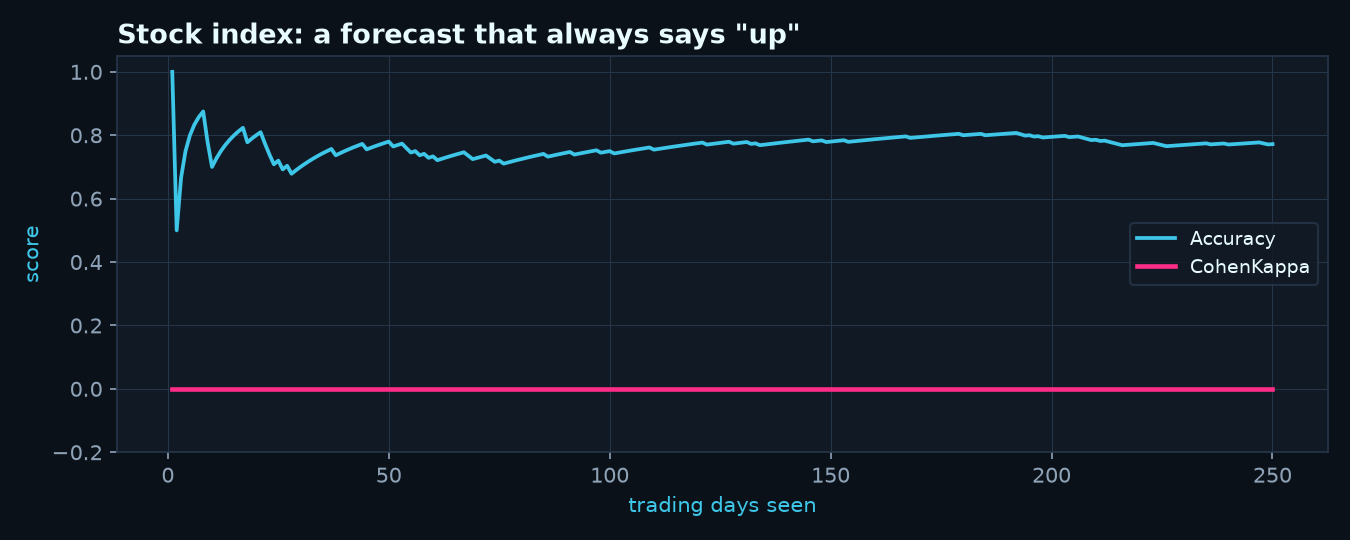 Stock index: a forecast that always says "up"
1.0
0.8
0.6
0.4
0.2
0.0
−0.2
score
Accuracy
CohenKappa
0 50 100 150 200 250
trading days seen